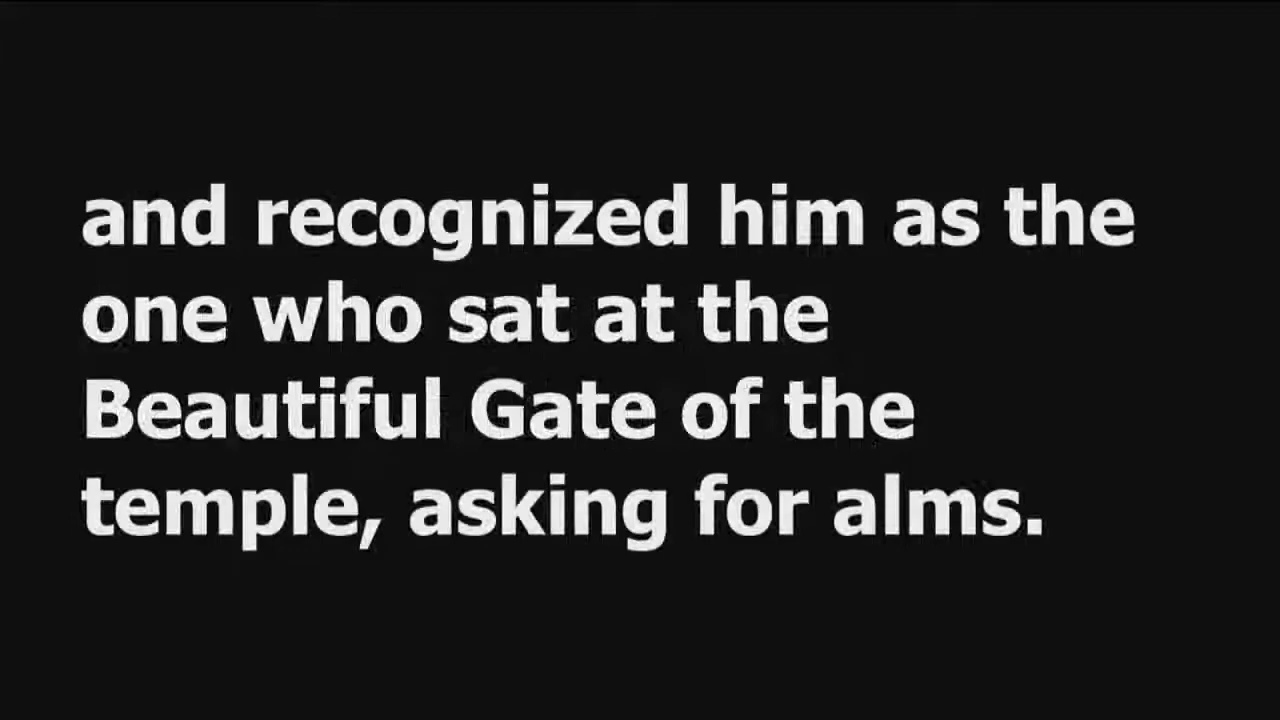 and recognized him as the
one who sat at the
Beautiful Gate of the
temple, asking for alms.